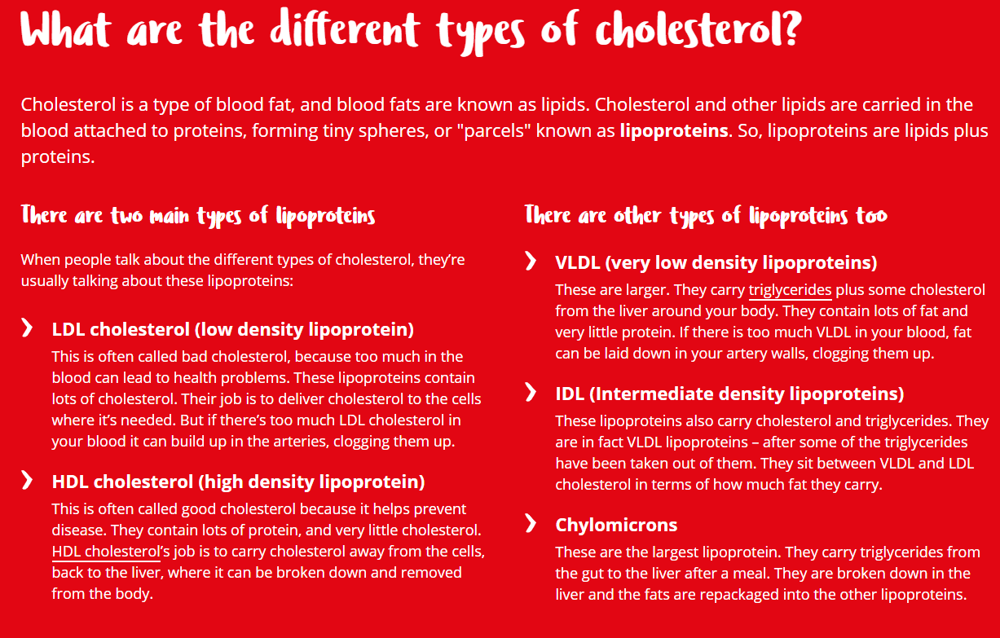 What are the different types of cholesterol?
Cholesterol is a type of blood fat, and blood fats are known as lipids. Cholesterol and other lipids are carried in the
blood attached to proteins, forming tiny spheres, or "parcels" known as lipoproteins. So, lipoproteins are lipids plus
proteins.
There are two main types of lipoproteins
When people talk about the different types of cholesterol, they’re
usually talking about these lipoproteins:
LDL cholesterol (low density lipoprotein)
This is often called bad cholesterol, because too much in the
blood can lead to health problems. These lipoproteins contain
lots of cholesterol. Their job is to deliver cholesterol to the cells
where it’s needed. But if there’s too much LDL cholesterol in
your blood it can build up in the arteries, clogging them up.
HDL cholesterol (high density lipoprotein)
This is often called good cholesterol because it helps prevent
disease. They contain lots of protein, and very little cholesterol.
HDL cholesterol’s job is to carry cholesterol away from the cells,
back to the liver, where it can be broken down and removed
from the body.
There are other types of lipoproteins too
VLDL (very low density lipoproteins)
These are larger. They carry triglycerides plus some cholesterol
from the liver around your body. They contain lots of fat and
very little protein. If there is too much VLDL in your blood, fat
can be laid down in your artery walls, clogging them up.
IDL (Intermediate density lipoproteins)
These lipoproteins also carry cholesterol and triglycerides. They
are in fact VLDL lipoproteins – after some of the triglycerides
have been taken out of them. They sit between VLDL and LDL
cholesterol in terms of how much fat they carry.
Chylomicrons
These are the largest lipoprotein. They carry triglycerides from
the gut to the liver after a meal. They are broken down in the
liver and the fats are repackaged into the other lipoproteins.